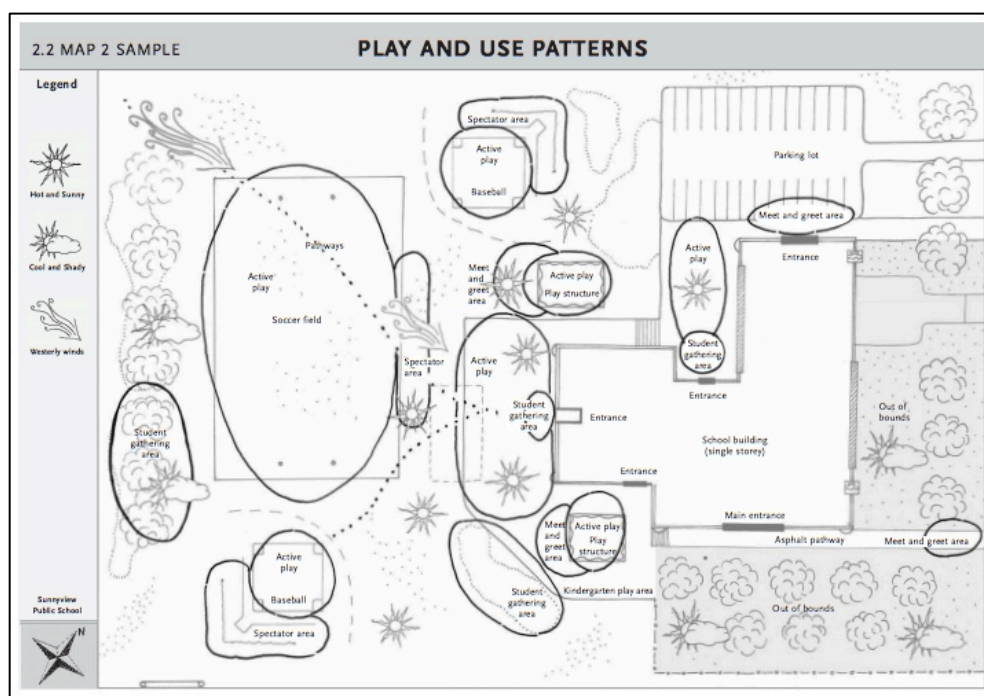 2.2 MAP 2 SAMPLE
PLAY AND USE PATTERNS
Legend
Hot and Sunny
Cool and Shady
Westerly winds
Sunnyview
Public School
N
Spectator area
Active
play
Baseball
Parking lot
Meet and greet area
Entrance
Active
play
Student
gathering
area
Entrance
Pathways
Active
play
Soccer field
Meet
and
greet
area
Active play
Play structure
Spectator
area
Active
play
Student
gathering
area
Entrance
Entrance
School building
(single storey)
Out of
bounds
Student
gathering
area
Main entrance
Asphalt pathway
Meet and greet area
Meet
and
greet
area
Active play
Play
structure
Kindergarten play area
Student
gathering
area
Out of bounds
Active
play
Baseball
Spectator area